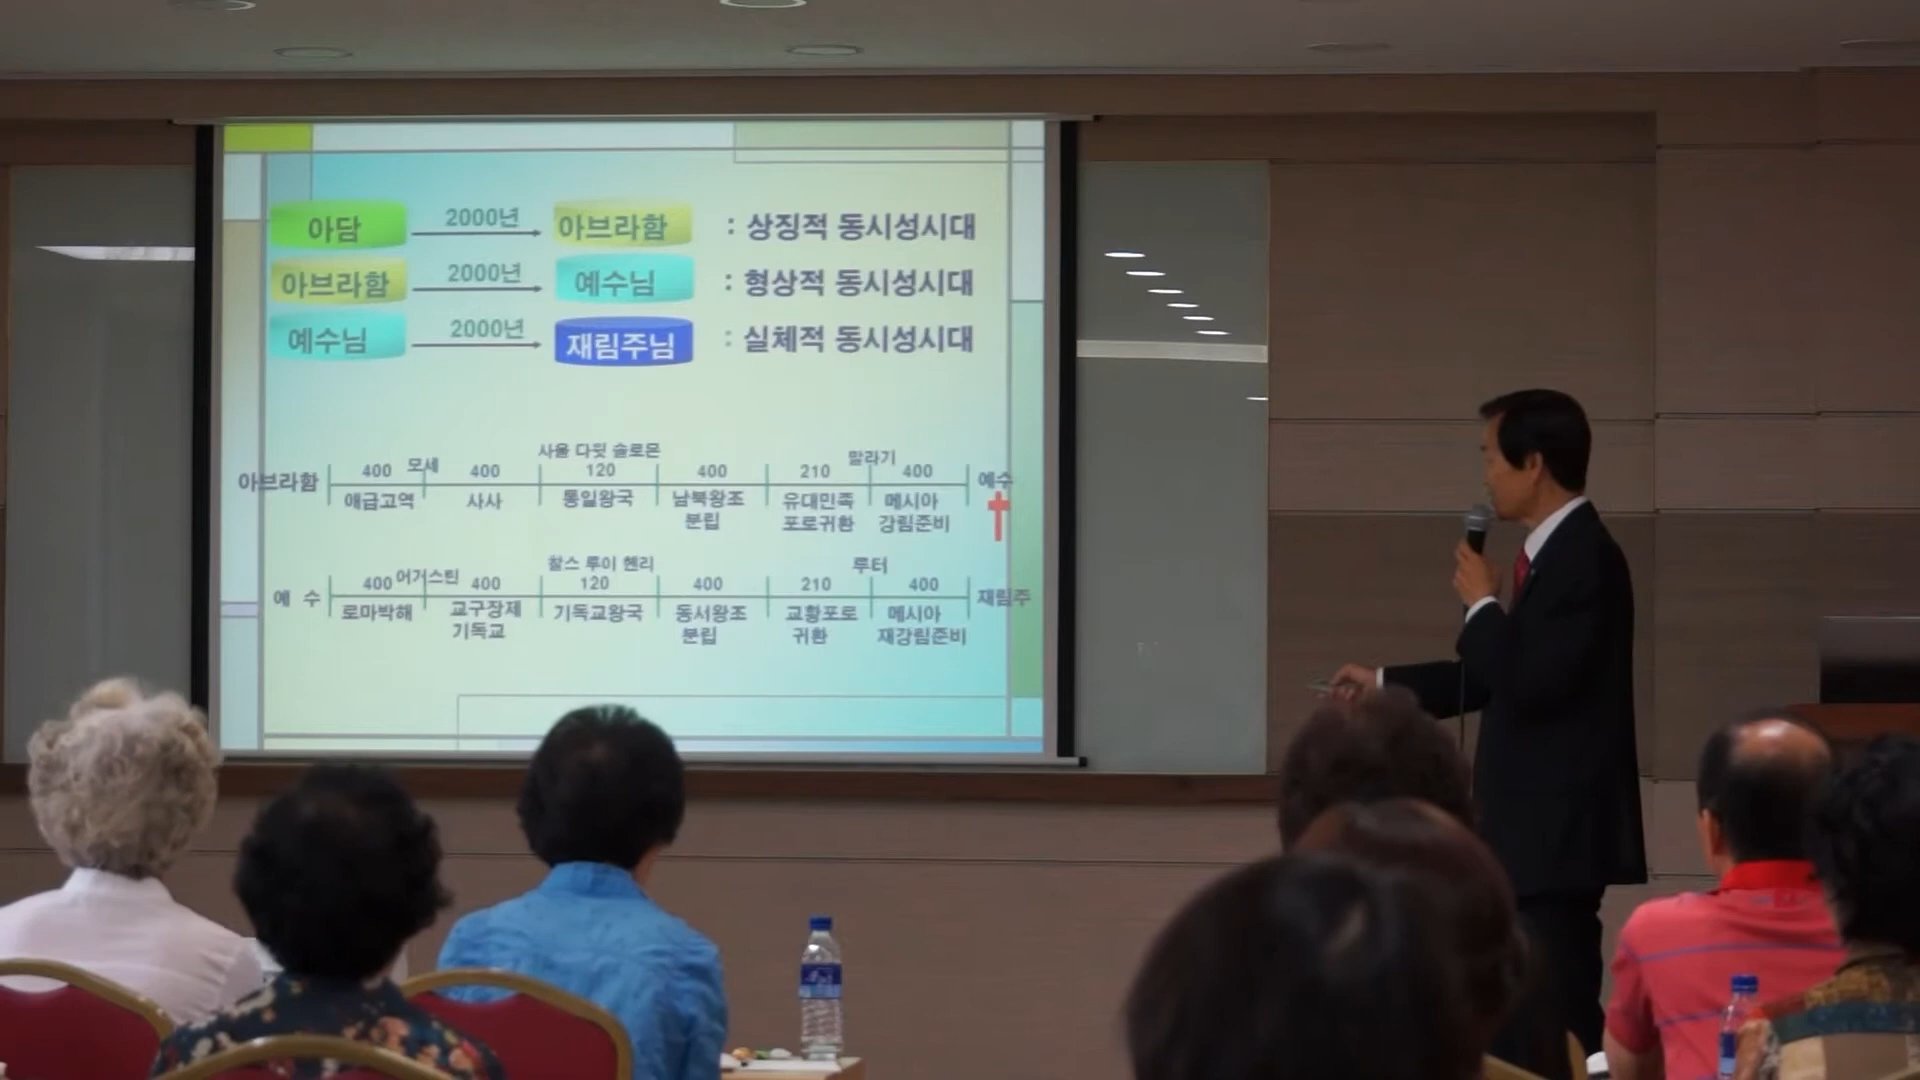 아담 2000년 아브라함 : 상징적 동시성시대
아브라함 2000년 예수님 : 형상적 동시성시대
예수님 2000년 재림주님 : 실체적 동시성시대
모세 사울 다윗 솔로몬 말라기
아브라함 400 400 120 400 210 400 예수
애급고역 사사 통일왕국 남북왕조 유대민족 메시아
분립 포로귀환 강림준비
어거스틴 찰스 루이 헨리 루터
예 수 400 400 120 400 210 400 재림주
로마박해 교구장제 기독교왕국 동서왕조 교황포로 메시아
기독교 분립 귀환 재강림준비